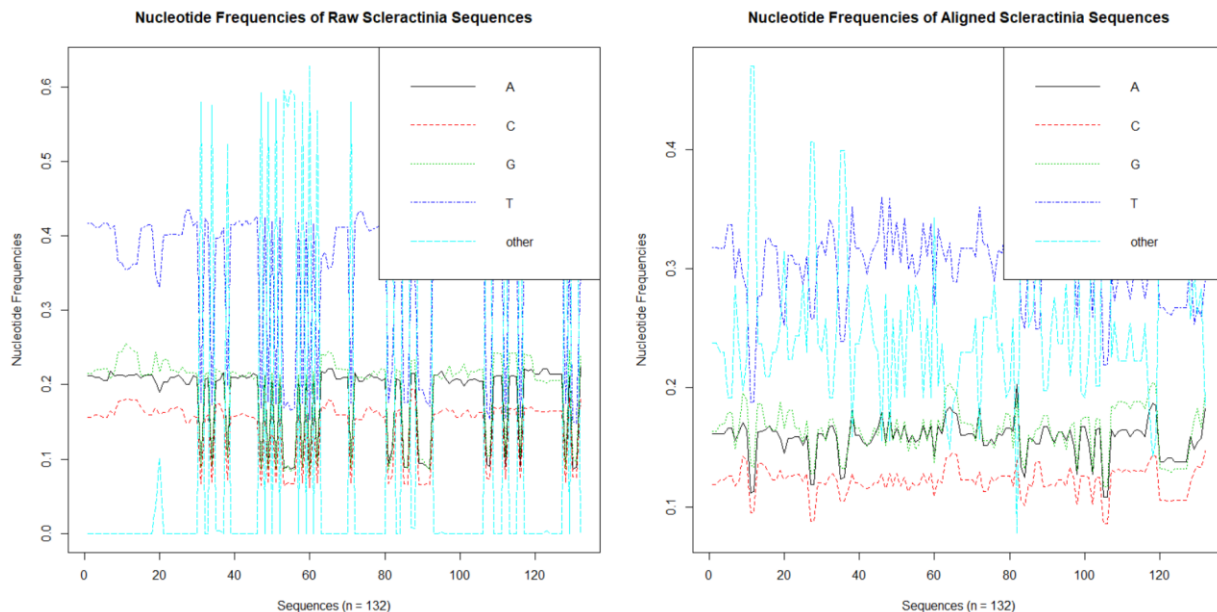 Nucleotide Frequencies of Raw Scleractinia Sequences
Nucleotide Frequencies
0.6
0.5
0.4
0.3
0.2
0.1
0.0
A
C
G
T
other
0 20 40 60 80 100 120
Sequences (n = 132)
Nucleotide Frequencies of Aligned Scleractinia Sequences
Nucleotide Frequencies
0.4
0.3
0.2
0.1
A
C
G
T
other
0 20 40 60 80 100 120
Sequences (n = 132)